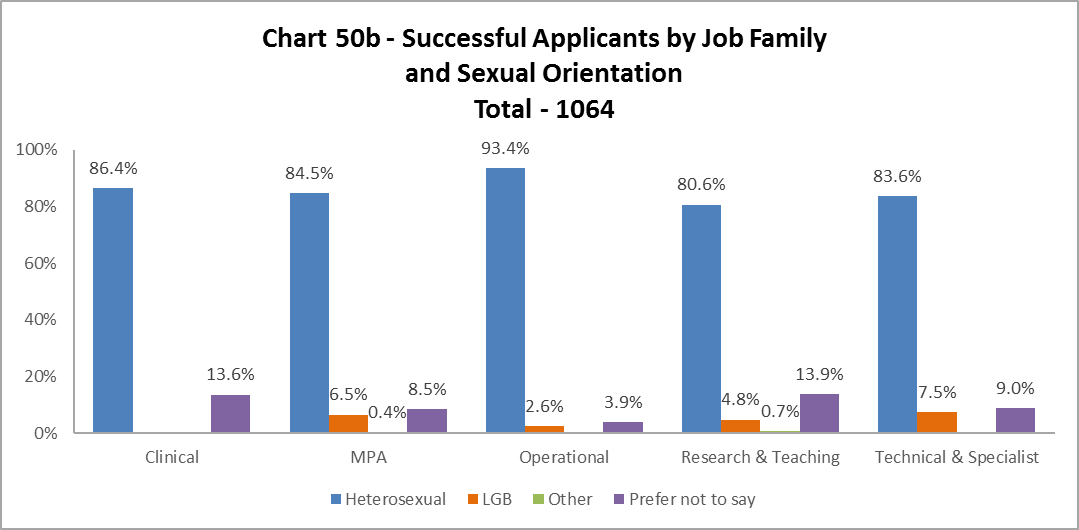 Chart 50b - Successful Applicants by Job Family
and Sexual Orientation
Total - 1064
100%
80%
60%
40%
20%
0%
86.4%
13.6%
84.5%
6.5%
0.4%
8.5%
93.4%
2.6%
3.9%
80.6%
4.8%
0.7%
13.9%
83.6%
7.5%
9.0%
Clinical
MPA
Operational
Research & Teaching
Technical & Specialist
Heterosexual
LGB
Other
Prefer not to say